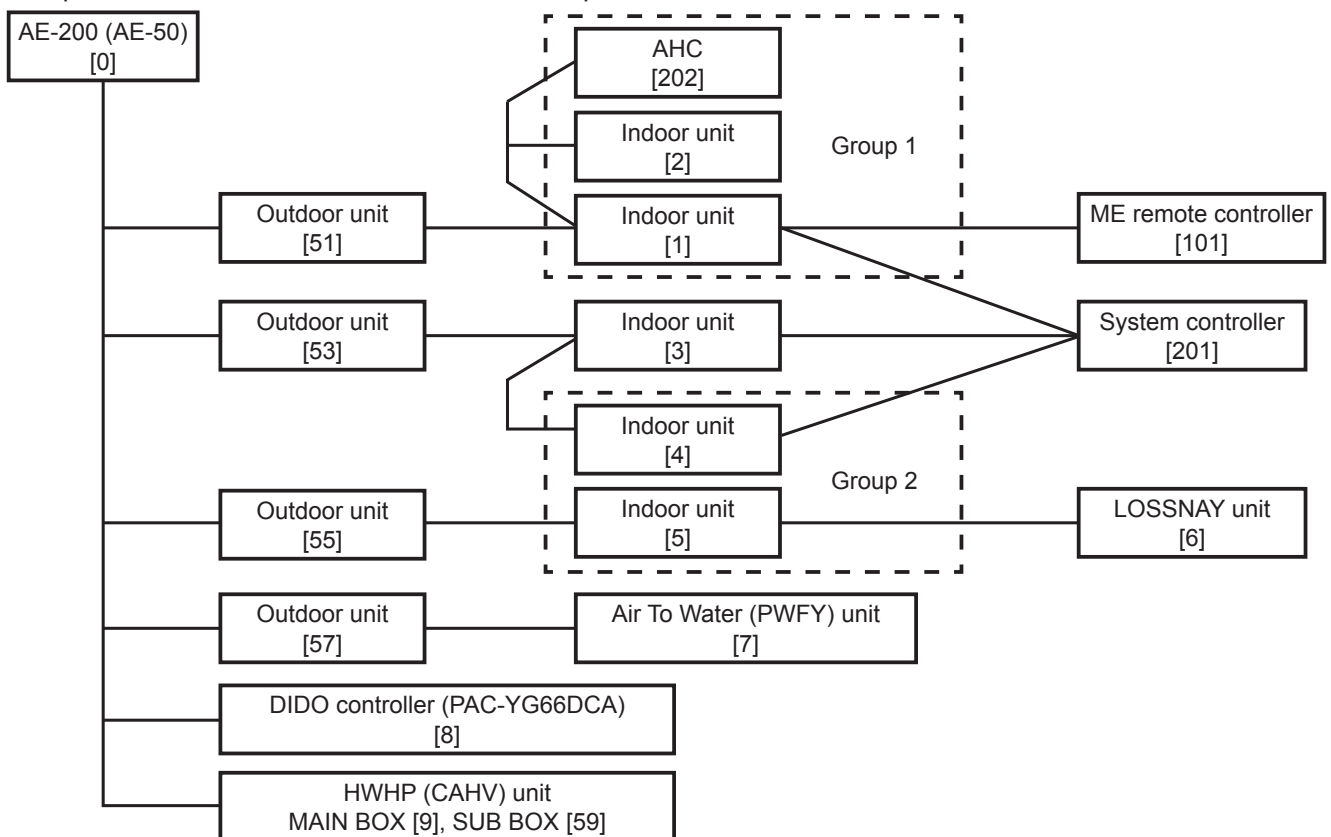 AE-200 (AE-50)
[0]
AHC
[202]
Indoor unit
[2]
Group 1
Outdoor unit
[51]
Indoor unit
[1]
ME remote controller
[101]
Outdoor unit
[53]
Indoor unit
[3]
System controller
[201]
Indoor unit
[4]
Group 2
Outdoor unit
[55]
Indoor unit
[5]
LOSSNAY unit
[6]
Outdoor unit
[57]
Air To Water (PWFY) unit
[7]
DIDO controller (PAC-YG66DCA)
[8]
HWHP (CAHV) unit
MAIN BOX [9], SUB BOX [59]